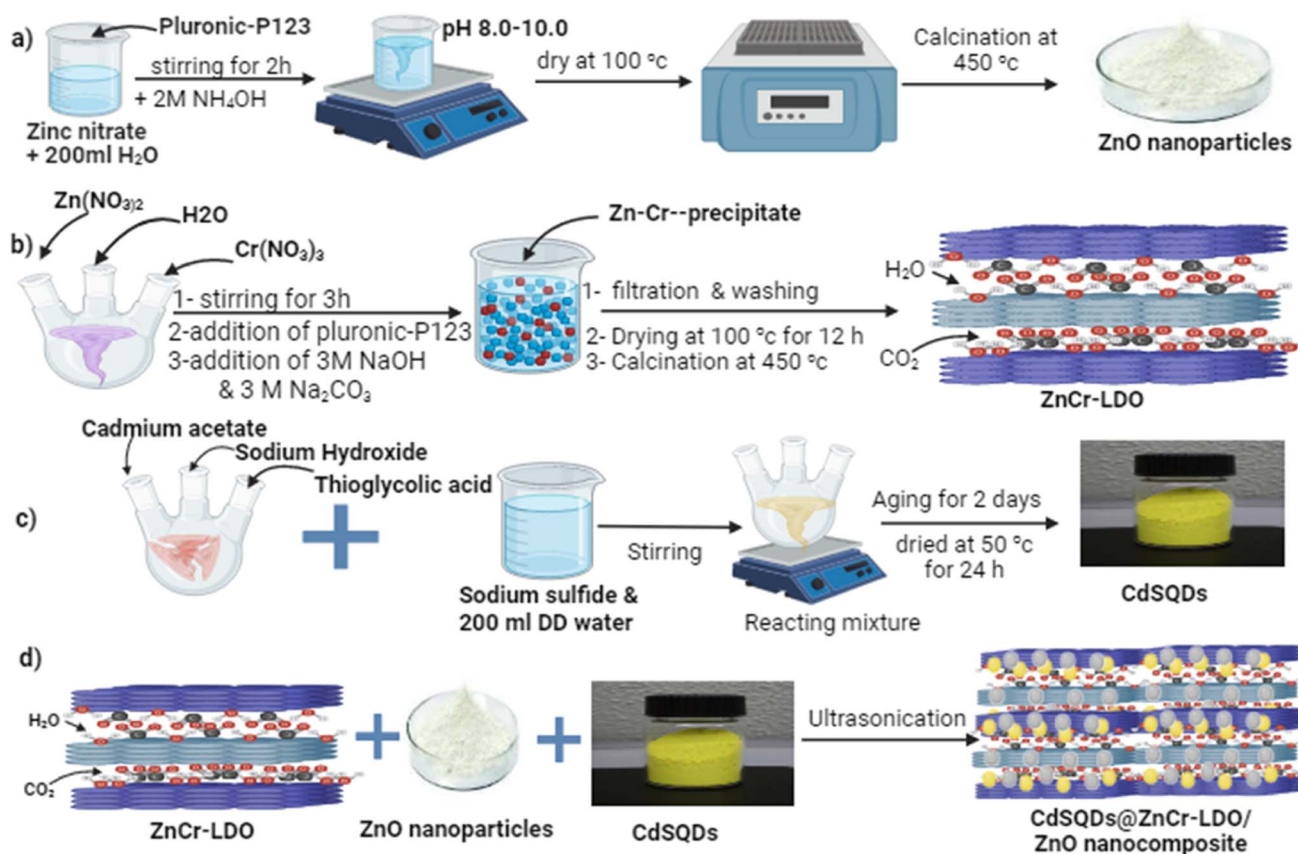 a)
Pluronic-P123
stirring for 2h
+ 2M NH₄OH
Zinc nitrate
+ 200ml H₂O
pH 8.0-10.0
dry at 100 ºc
Calcination at
450 ºc
ZnO nanoparticles
b)
Zn(NO₃)₂
H2O
Cr(NO₃)₃
1- stirring for 3h
2-addition of pluronic-P123
3-addition of 3M NaOH
& 3 M Na₂CO₃
Zn-Cr--precipitate
1- filtration & washing
2- Drying at 100 ºc for 12 h
3- Calcination at 450 ºc
H₂O
CO₂
ZnCr-LDO
c)
Cadmium acetate
Sodium Hydroxide
Thioglycolic acid
Sodium sulfide &
200 ml DD water
Stirring
Reacting mixture
Aging for 2 days
dried at 50 ºc
for 24 h
CdSQDs
d)
H₂O
CO₂
ZnCr-LDO
ZnO nanoparticles
CdSQDs
Ultrasonication
CdSQDs@ZnCr-LDO/
ZnO nanocomposite